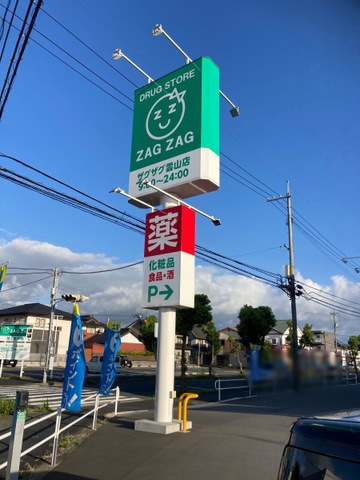 DRUG STORE
ZAG ZAG
ザグザグ雲山店
9:00~24:00
薬
化粧品
食品・酒
P→